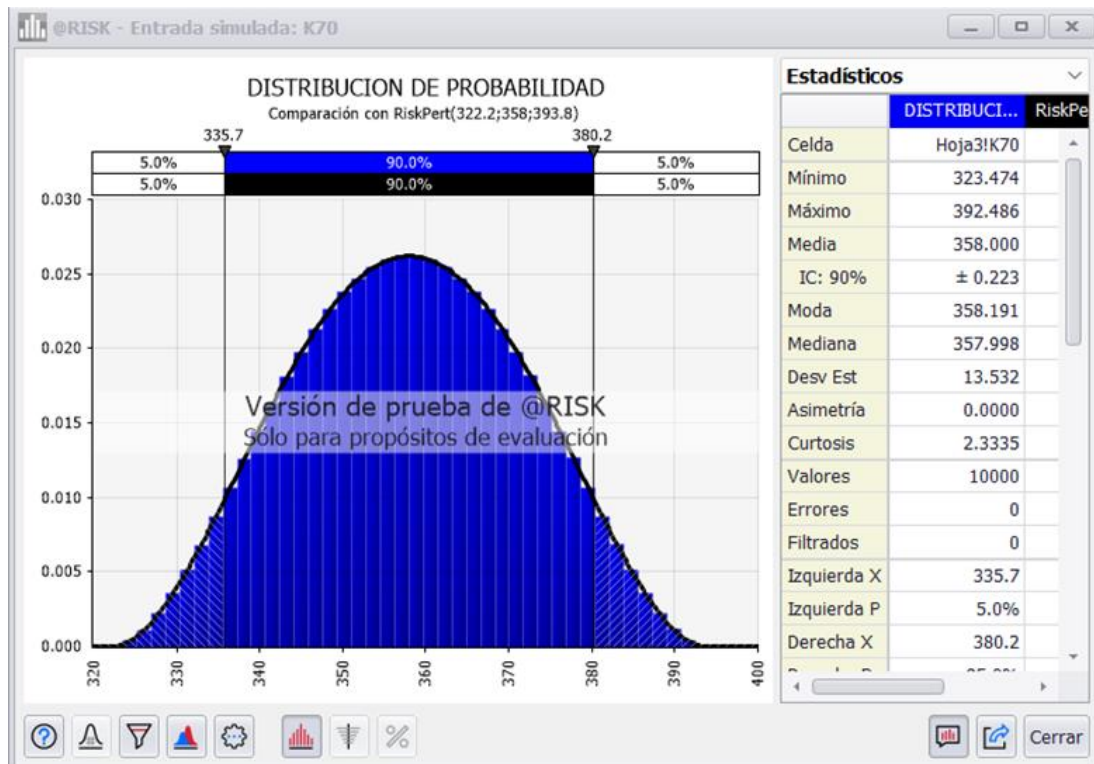 @RISK - Entrada simulada: K70
DISTRIBUCION DE PROBABILIDAD
Comparación con RiskPert(322.2;358;393.8)
335.7 380.2
5.0% 90.0% 5.0%
5.0% 90.0% 5.0%
0.030
0.025
0.020
0.015
0.010
0.005
0.000
Versión de prueba de @RISK
Sólo para propósitos de evaluación
320 330 340 350 360 370 380 390 400
Estadísticos
DISTRIBUCI... RiskPe
Celda Hoja3!K70
Mínimo 323.474
Máximo 392.486
Media 358.000
IC: 90% ± 0.223
Moda 358.191
Mediana 357.998
Desv Est 13.532
Asimetría 0.0000
Curtosis 2.3335
Valores 10000
Errores 0
Filtrados 0
Izquierda X 335.7
Izquierda P 5.0%
Derecha X 380.2
Cerrar